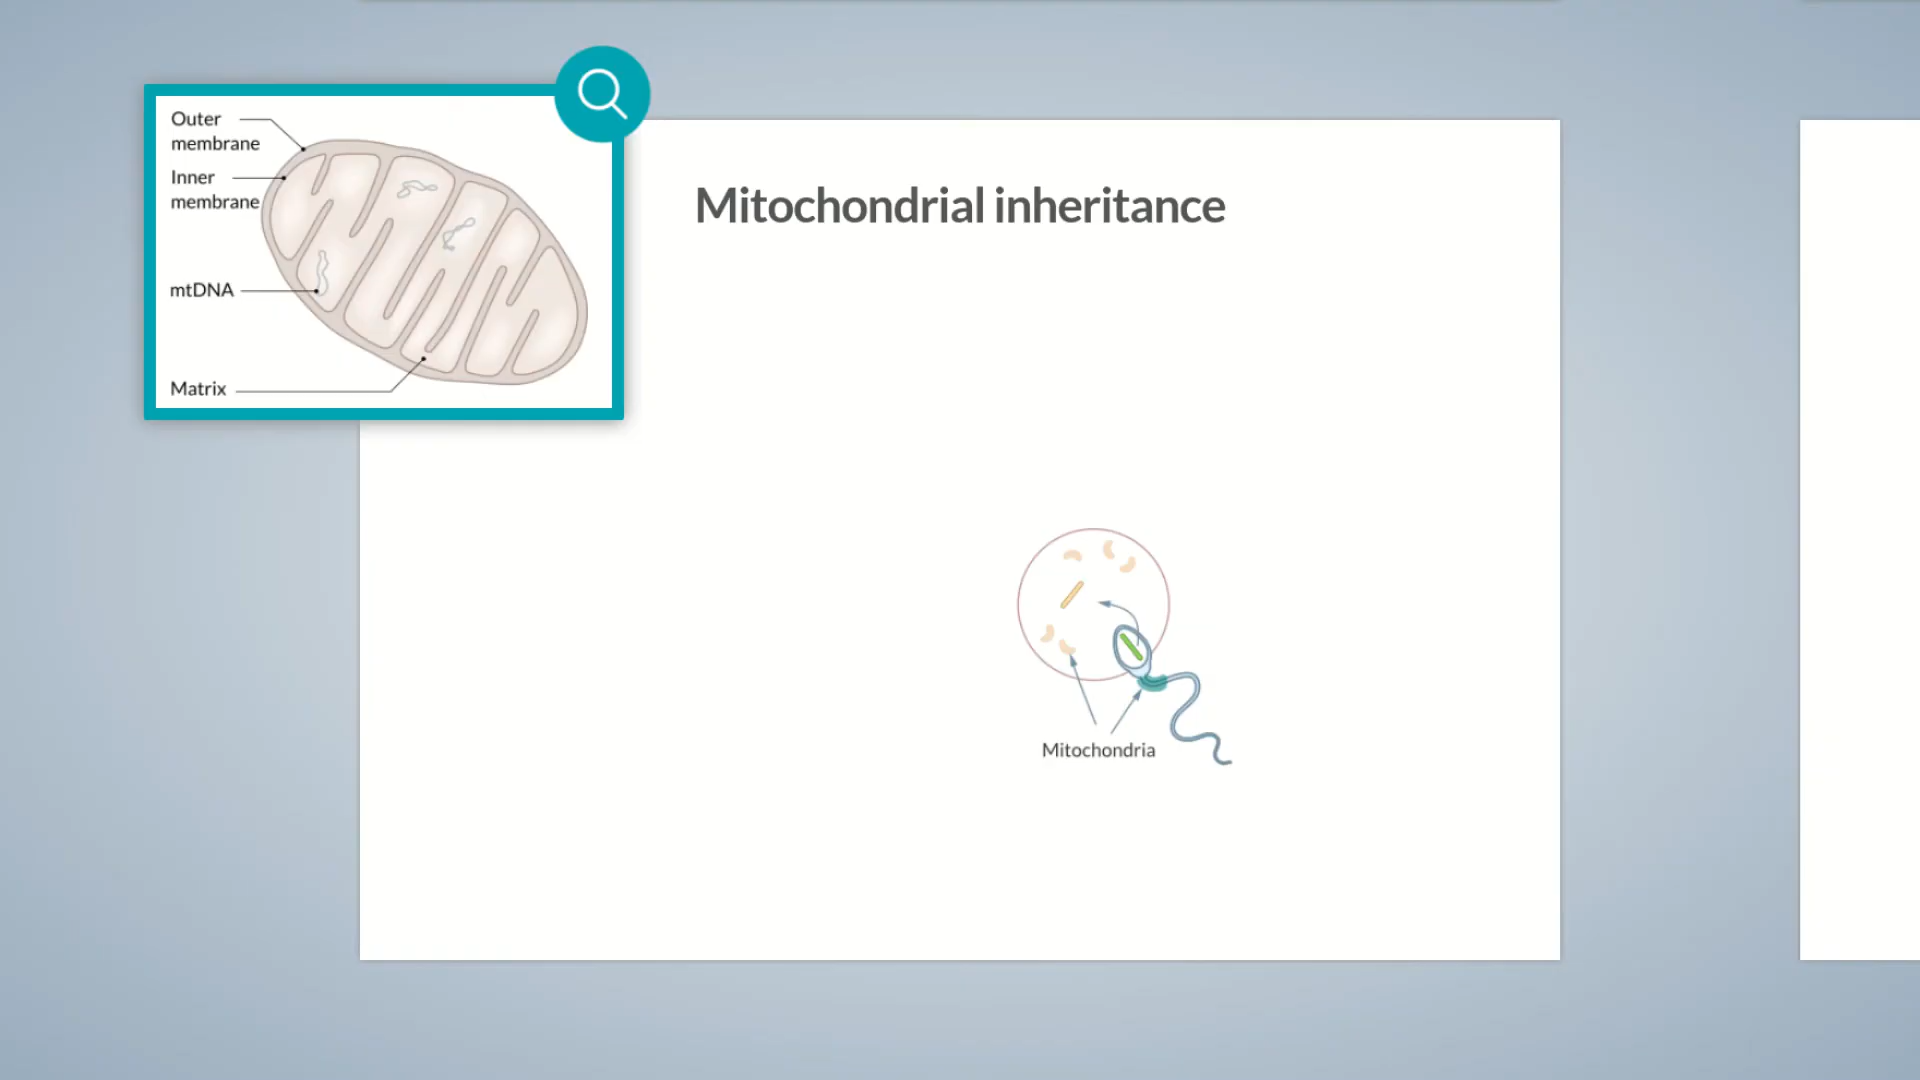 Outer
membrane
Inner
membrane
mtDNA
Matrix
Mitochondrial inheritance
Mitochondria